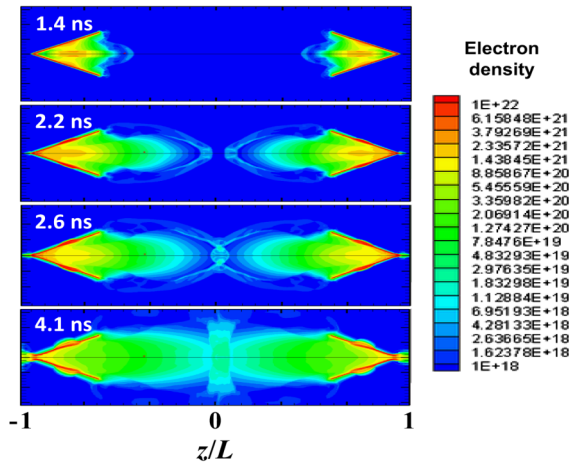 1.4 ns
2.2 ns
2.6 ns
4.1 ns
-1
0
1
z/L
Electron
density
1E+22
6.15848E+21
3.79269E+21
2.33572E+21
1.43845E+21
8.85867E+20
5.45559E+20
3.35982E+20
2.06914E+20
1.27427E+20
7.8476E+19
4.83293E+19
2.97635E+19
1.83298E+19
1.12884E+19
6.95193E+18
4.28133E+18
2.63665E+18
1.62378E+18
1E+18